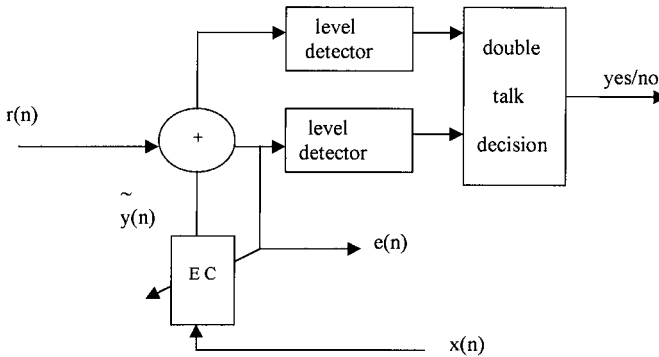 level
detector
double
talk
decision
yes/no
r(n)
+
level
detector
~
y(n)
E C
e(n)
x(n)